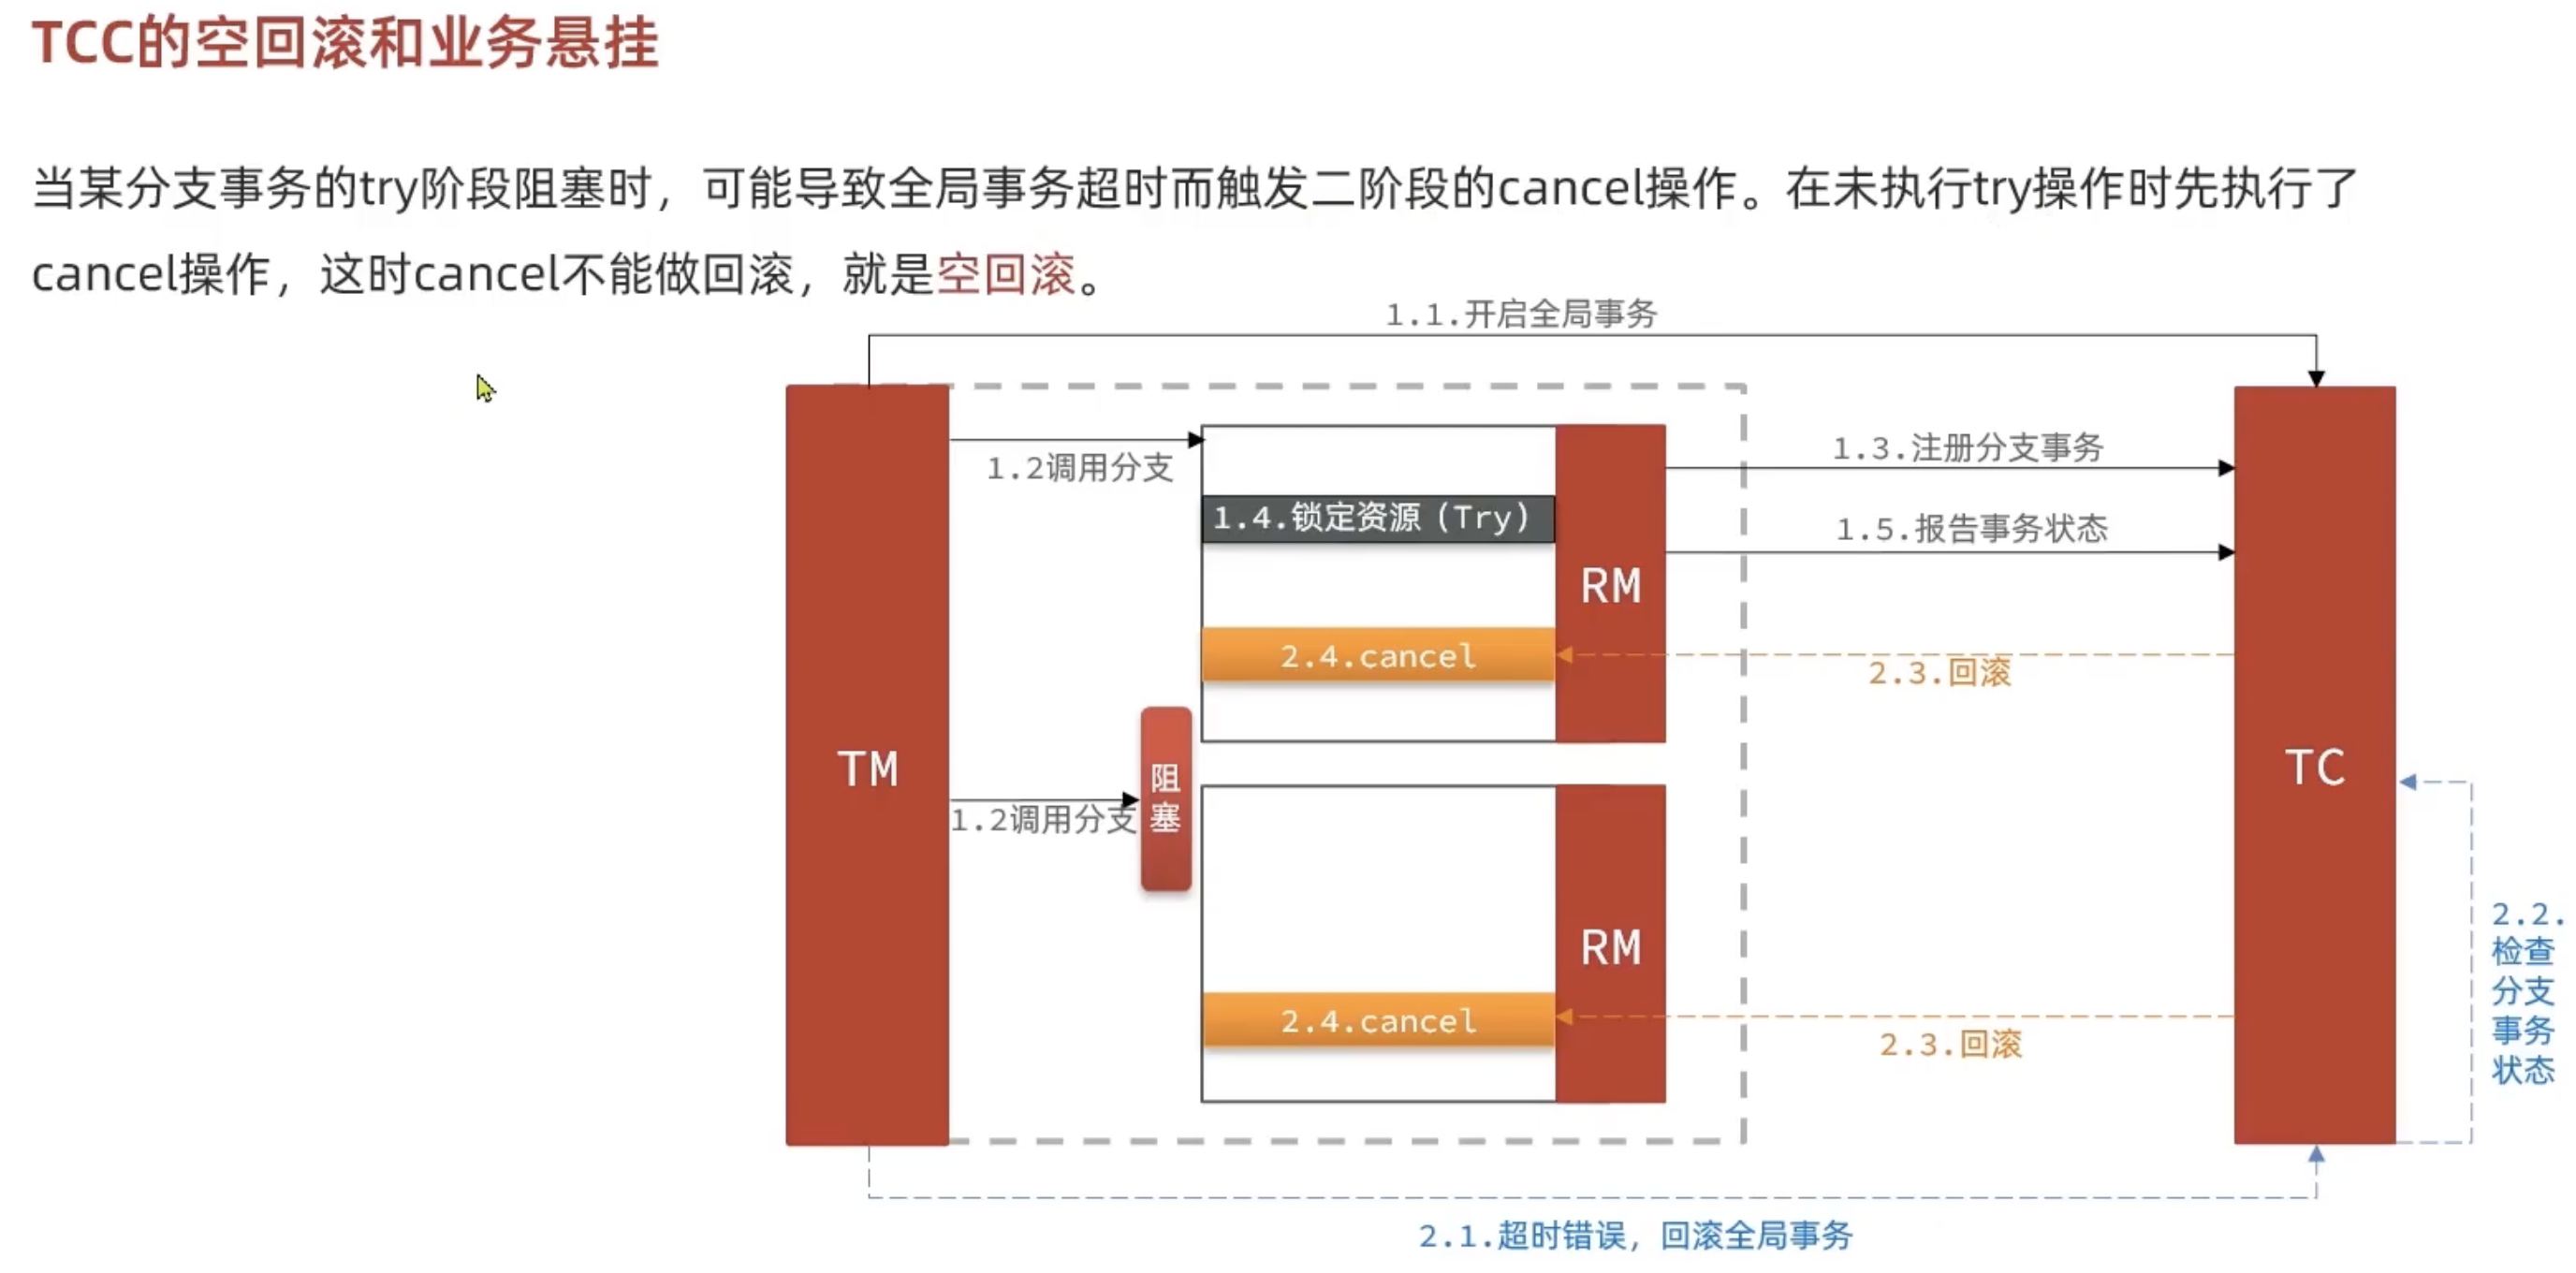 TCC的空回滚和业务悬挂
当某分支事务的try阶段阻塞时，可能导致全局事务超时而触发二阶段的cancel操作。在未执行try操作时先执行了
cancel操作，这时cancel不能做回滚，就是空回滚。
1.1.开启全局事务
1.2调用分支
1.3.注册分支事务
1.4.锁定资源（Try）
1.5.报告事务状态
RM
2.4.cancel
2.3.回滚
TM
阻
塞
TC
1.2调用分支
RM
2.2.
检查
分支
事务
状态
2.4.cancel
2.3.回滚
2.1.超时错误，回滚全局事务